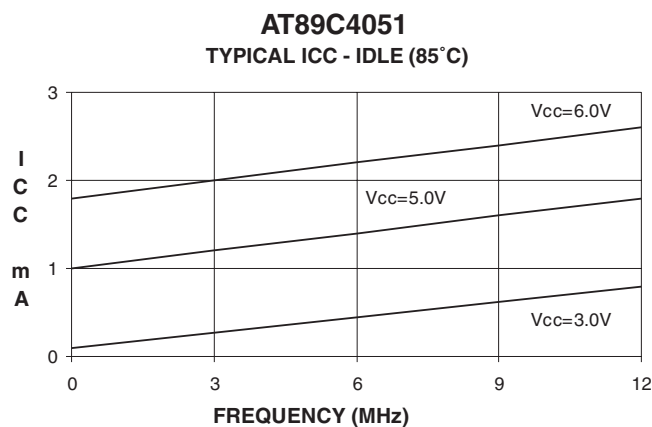 AT89C4051
TYPICAL ICC - IDLE (85˚C)
3
Vcc=6.0V
I
C
C
2
Vcc=5.0V
m
A
1
Vcc=3.0V
0
0 3 6 9 12
FREQUENCY (MHz)